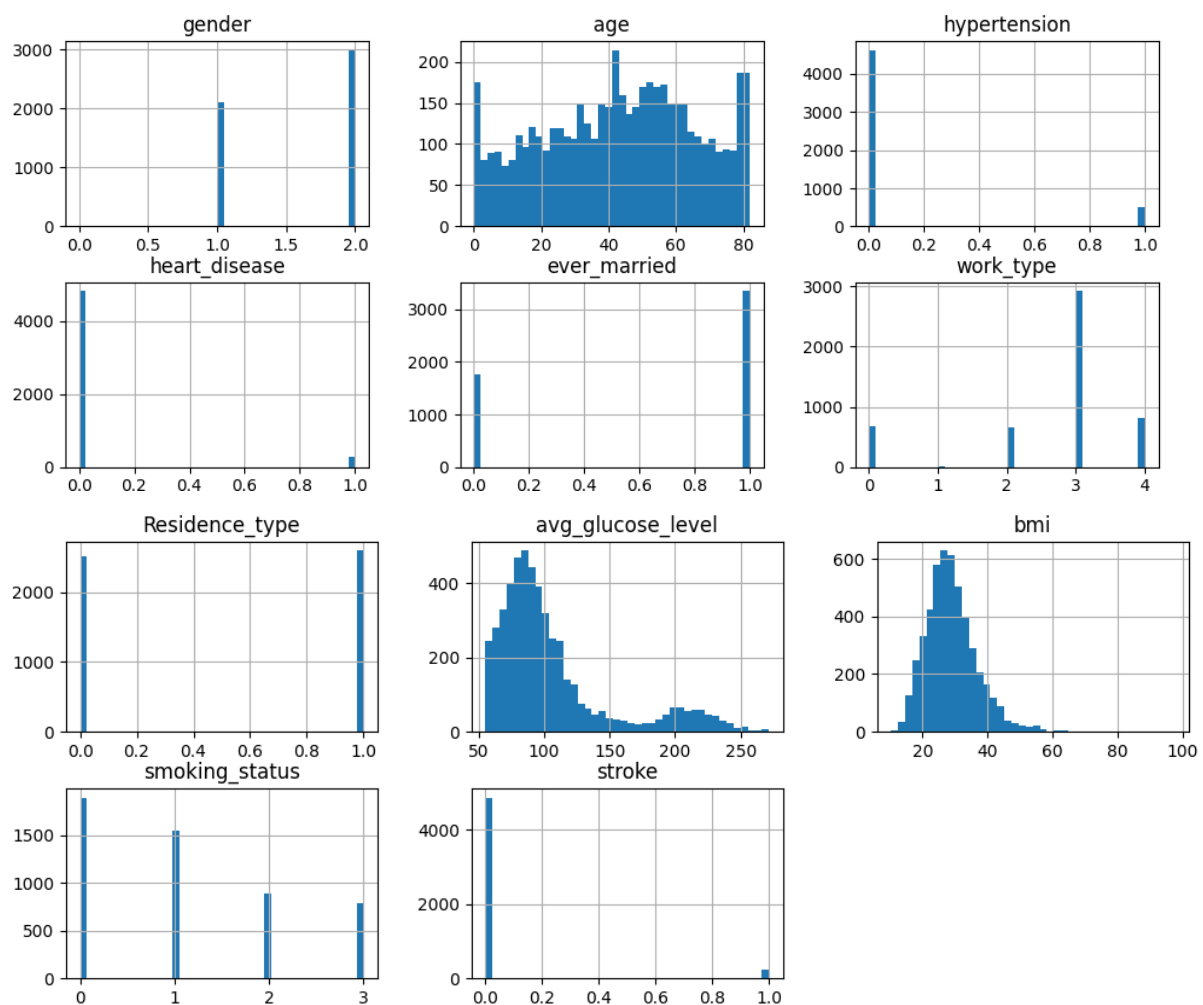 gender
3000
2000
1000
0
0.0 0.5 1.0 1.5 2.0
age
200
150
100
50
0
0 20 40 60 80
hypertension
4000
3000
2000
1000
0
0.0 0.2 0.4 0.6 0.8 1.0
heart_disease
4000
2000
0
0.0 0.2 0.4 0.6 0.8 1.0
ever_married
3000
2000
1000
0
0.0 0.2 0.4 0.6 0.8 1.0
work_type
3000
2000
1000
0
0 1 2 3 4
Residence_type
2000
1000
0
0.0 0.2 0.4 0.6 0.8 1.0
avg_glucose_level
400
200
0
50 100 150 200 250
bmi
600
400
200
0
20 40 60 80 100
smoking_status
1500
1000
500
0
0 1 2 3
stroke
4000
2000
0
0.0 0.2 0.4 0.6 0.8 1.0